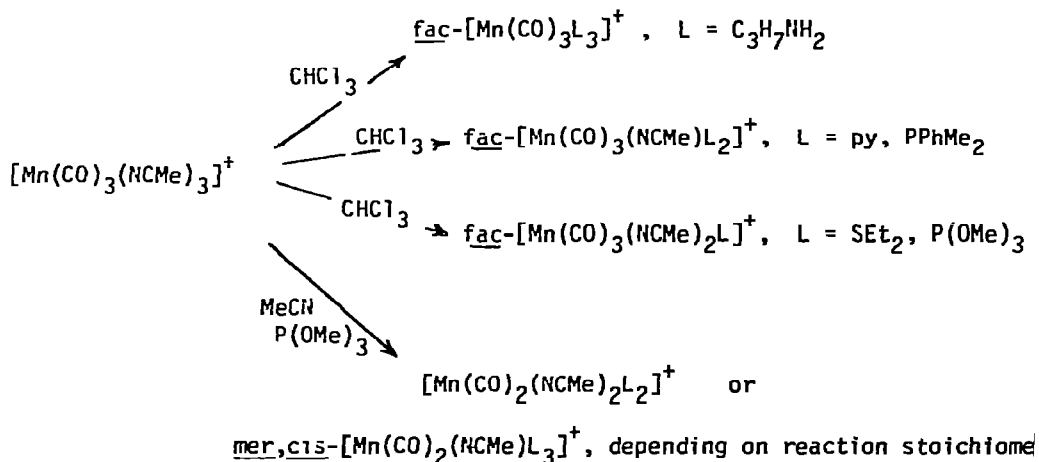 fac-[Mn(CO)3L3]+ , L = C3H7NH2
CHCl3
CHCl3 fac-[Mn(CO)3(NCMe)L2]+, L = py, PPhMe2
[Mn(CO)3(NCMe)3]+
CHCl3 fac-[Mn(CO)3(NCMe)2L]+, L = SEt2, P(OMe)3
MeCN
P(OMe)3
[Mn(CO)2(NCMe)2L2]+ or
mer,cis-[Mn(CO)2(NCMe)L3]+, depending on reaction stoichiome